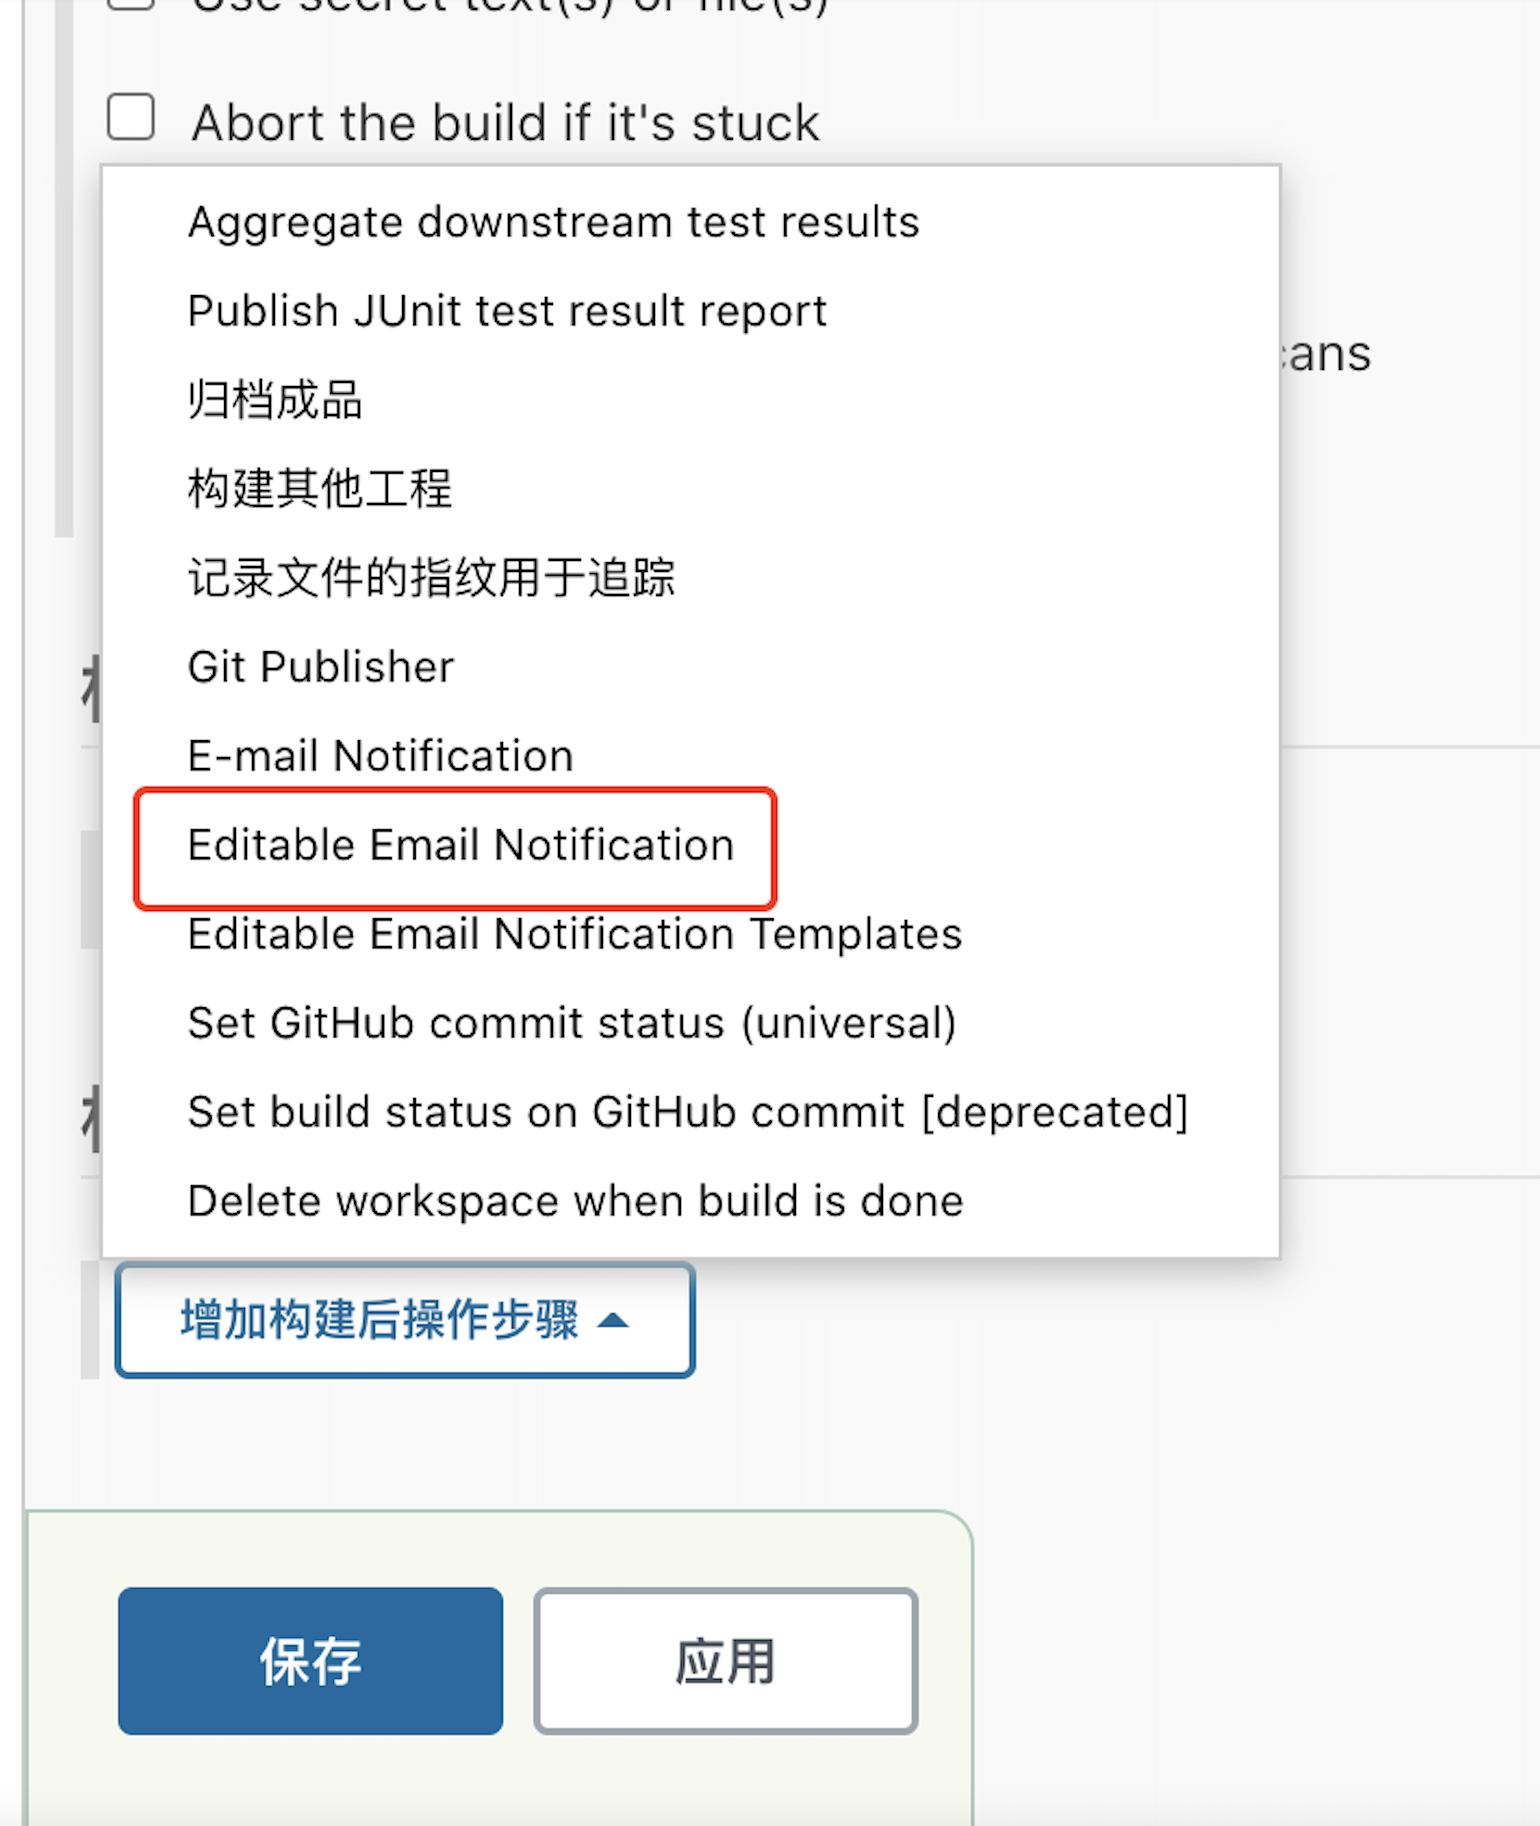 Use secret text(s) or file(s)
Abort the build if it's stuck
Aggregate downstream test results
Publish JUnit test result report
cans
归档成品
构建其他工程
记录文件的指纹用于追踪
Git Publisher
E-mail Notification
Editable Email Notification
Editable Email Notification Templates
Set GitHub commit status (universal)
Set build status on GitHub commit [deprecated]
Delete workspace when build is done
增加构建后操作步骤
保存
应用